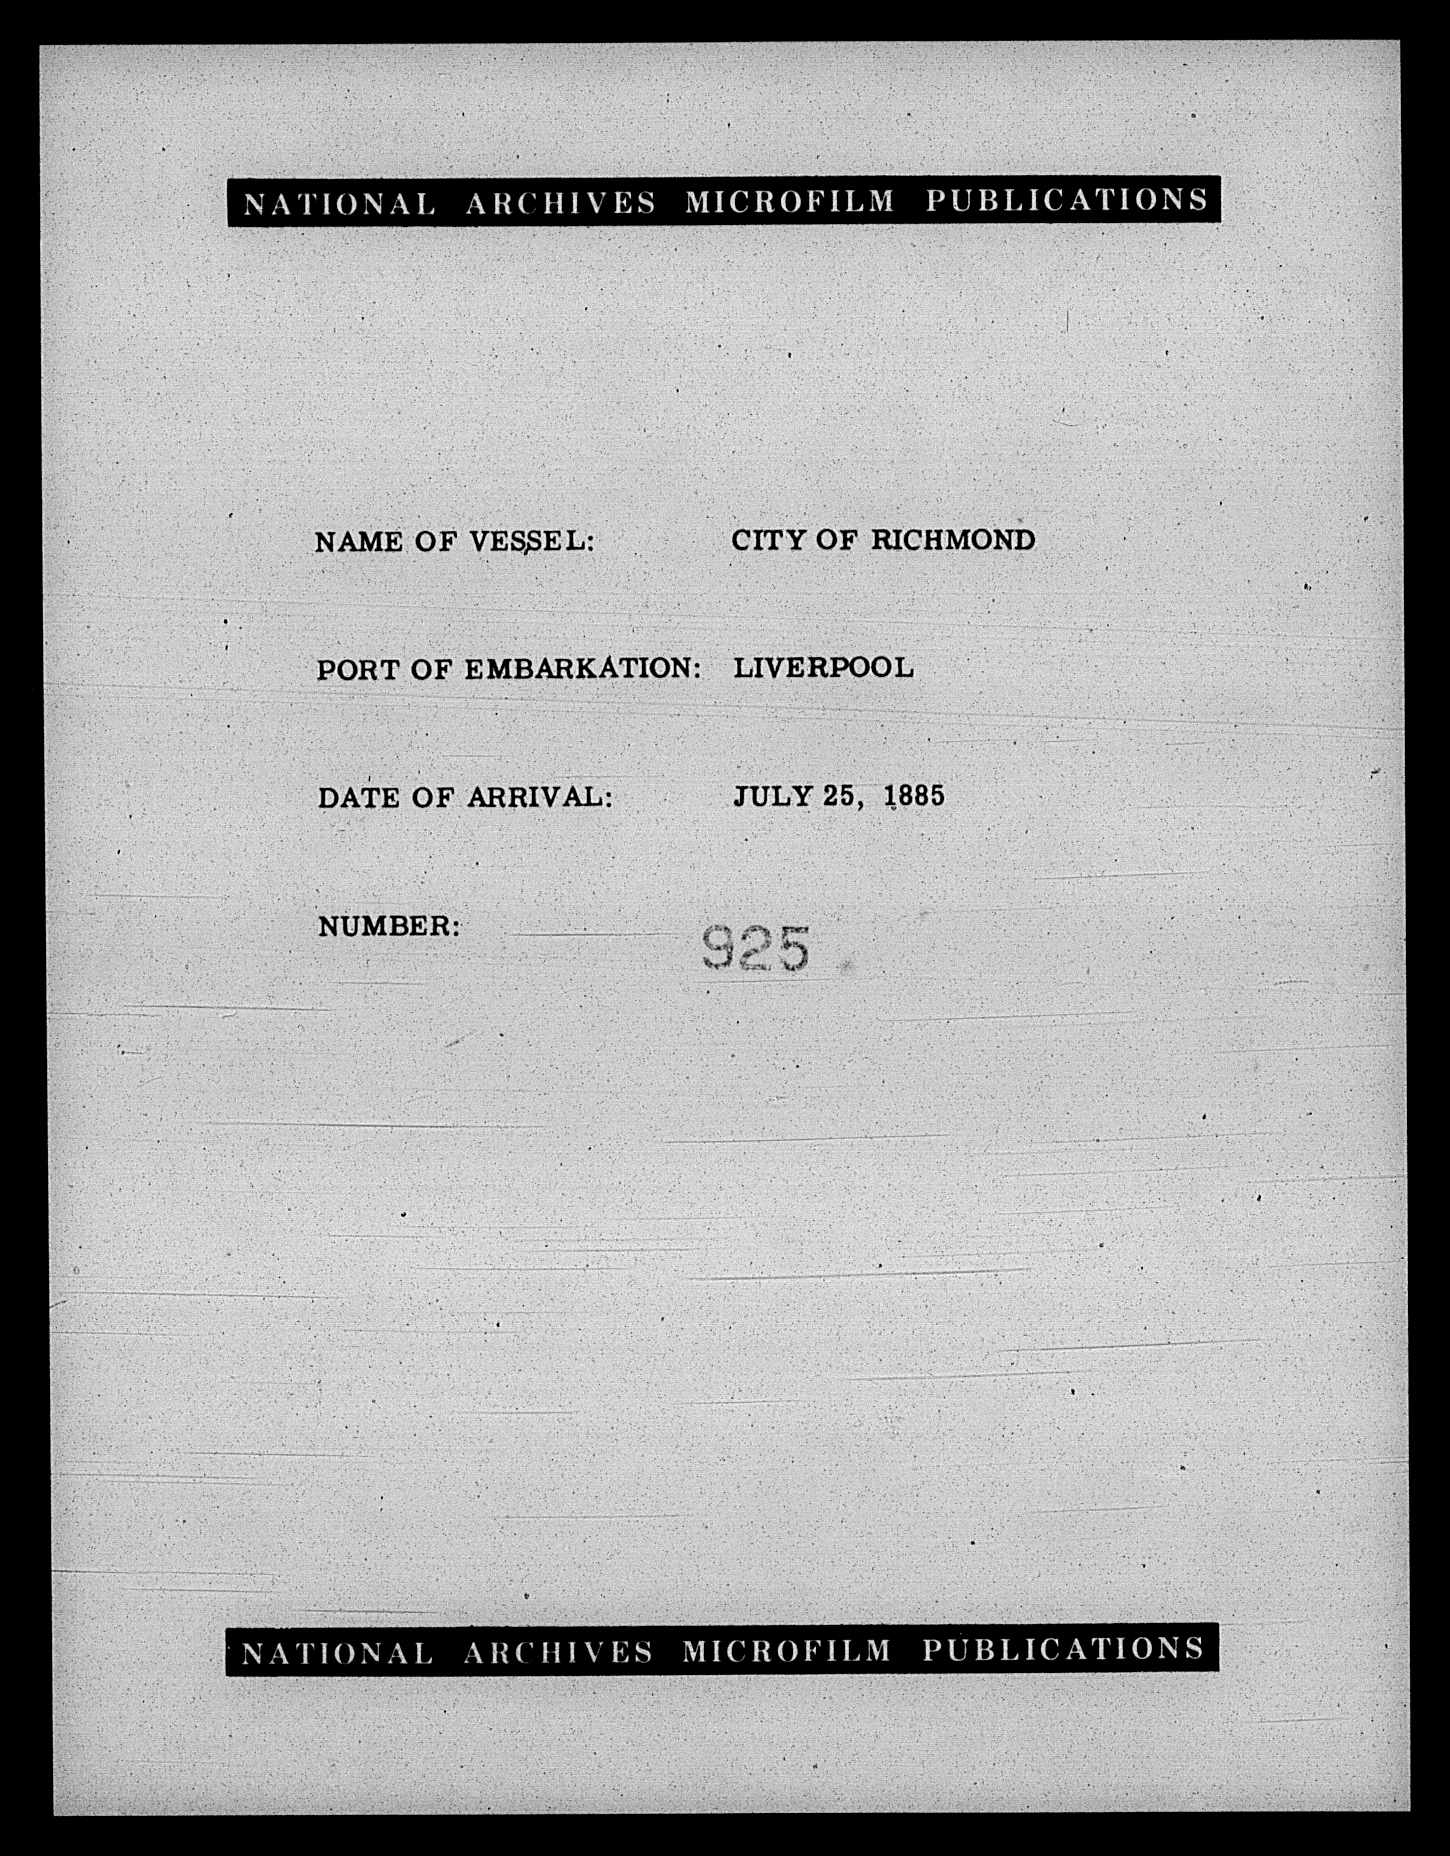 NATIONAL ARCHIVES MICROFILM PUBLICATIONS
NAME OF VESSEL: CITY OF RICHMOND
PORT OF EMBARKATION: LIVERPOOL
DATE OF ARRIVAL: JULY 25, 1885
NUMBER: 925
NATIONAL ARCHIVES MICROFILM PUBLICATIONS